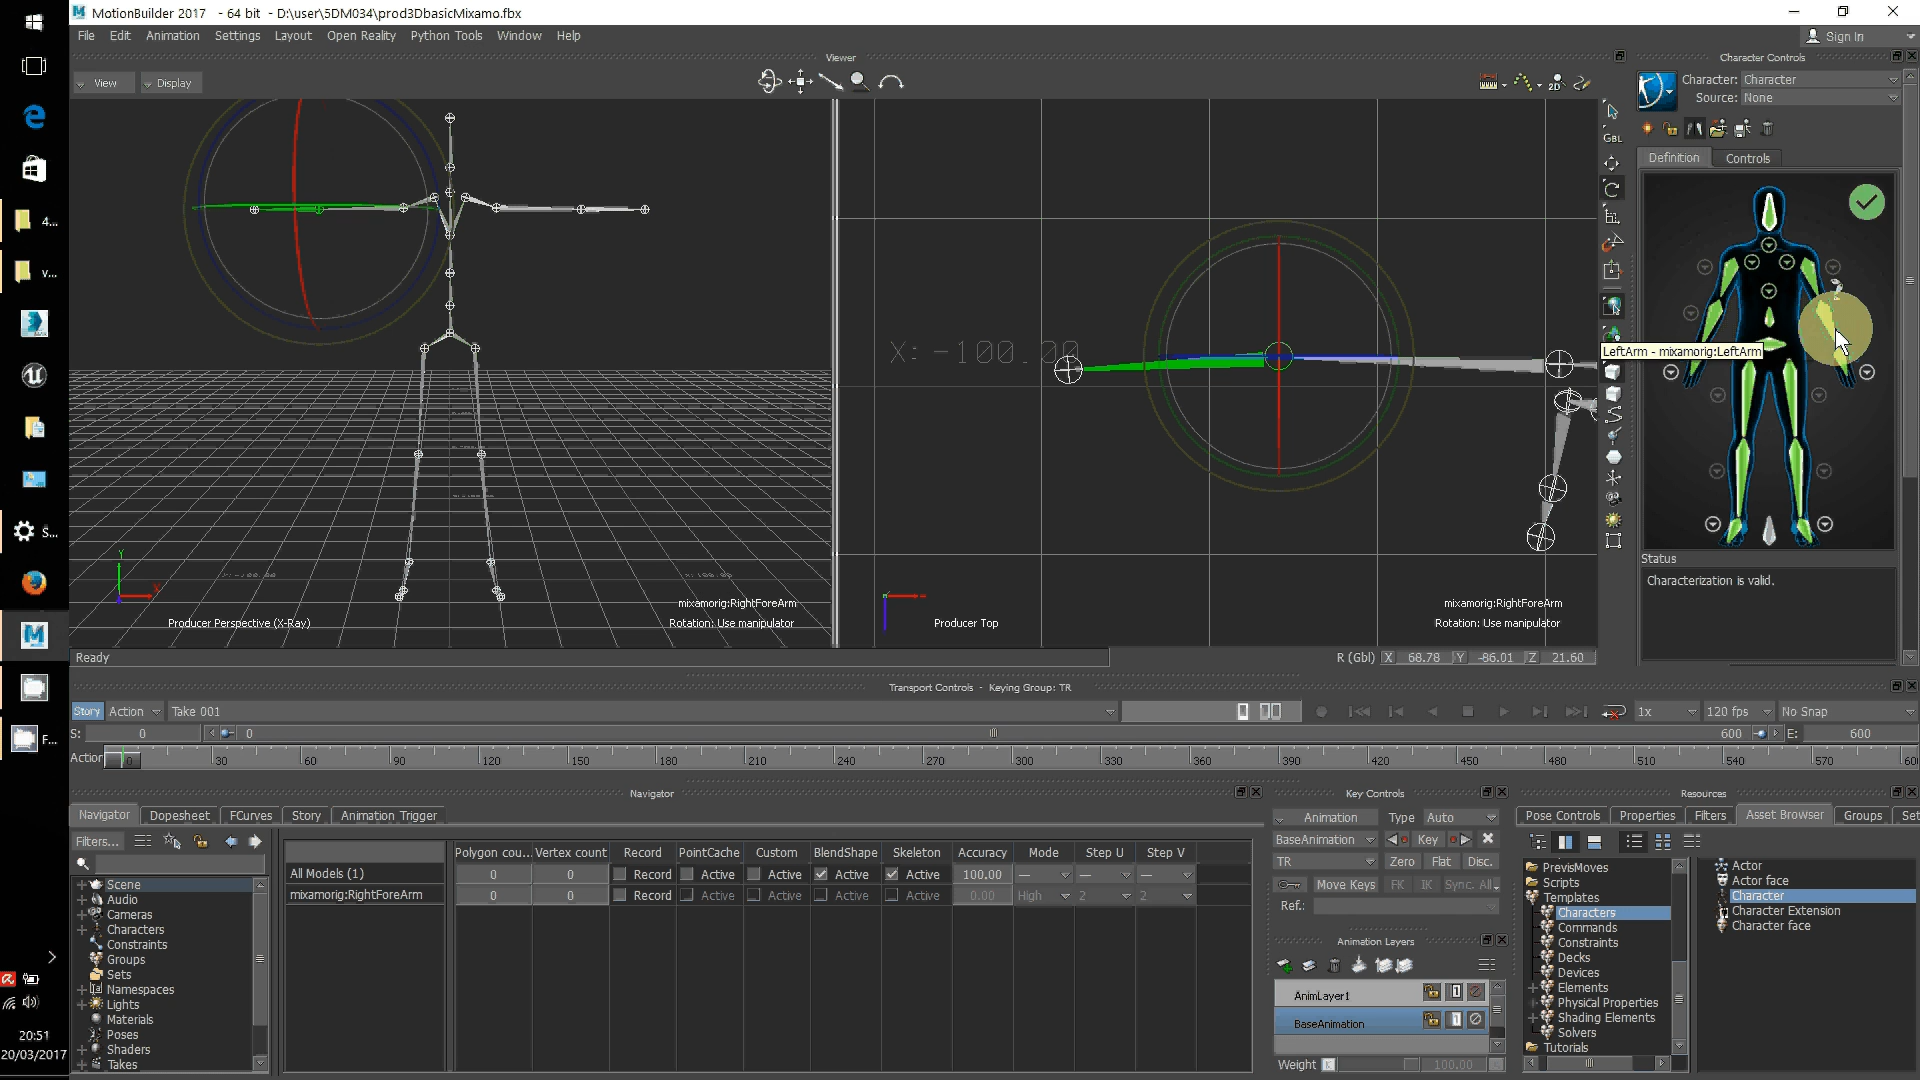 MotionBuilder 2017 - 64 bit - D:\user\5DM034\prod3DbasicMixamo.fbx
File Edit Animation Settings Layout Open Reality Python Tools Window Help
Sign In
Viewer
Character Controls
View Display
Character: Character
Source: None
GBL
Definition Controls
4...
v...
X: -100.00
LeftArm - mixamorig:LeftArm
S...
Status
Characterization is valid.
Y
X
mixamorig:RightForeArm
Rotation: Use manipulator
Producer Perspective (X-Ray)
mixamorig:RightForeArm
Rotation: Use manipulator
Producer Top
Ready
R (Gbl) X 68.78 Y -86.01 Z 21.60
Transport Controls - Keying Group: TR
Story Action Take 001 1x 120 fps No Snap
S: 0 0 600 E: 600
F...
Action 0 30 60 90 120 150 180 210 240 270 300 330 360 390 420 450 480 510 540 570 60
Navigator
Key Controls
Resources
Navigator Dopesheet FCurves Story Animation Trigger
Animation Type Auto
Pose Controls Properties Filters Asset Browser Groups Set
Filters...
BaseAnimation Key
Polygon cou... Vertex count Record PointCache Custom BlendShape Skeleton Accuracy Mode Step U Step V
TR Zero Flat Disc.
All Models (1) 0 0 Record Active Active Active Active 100.00 — — —
mixamorig:RightForeArm 0 0 Record Active Active Active Active 0.00 High 2 2
Move Keys FK IK Sync. All
Ref.:
Scene
Audio
Cameras
Characters
Constraints
Groups
Sets
Namespaces
Lights
Materials
Poses
Shaders
Takes
Animation Layers
AnimLayer1
BaseAnimation
Weight 100.00
PrevisMoves
Scripts
Templates
Characters
Commands
Constraints
Decks
Devices
Elements
Physical Properties
Shading Elements
Solvers
Tutorials
Actor
Actor face
Character
Character Extension
Character face
20:51
20/03/2017